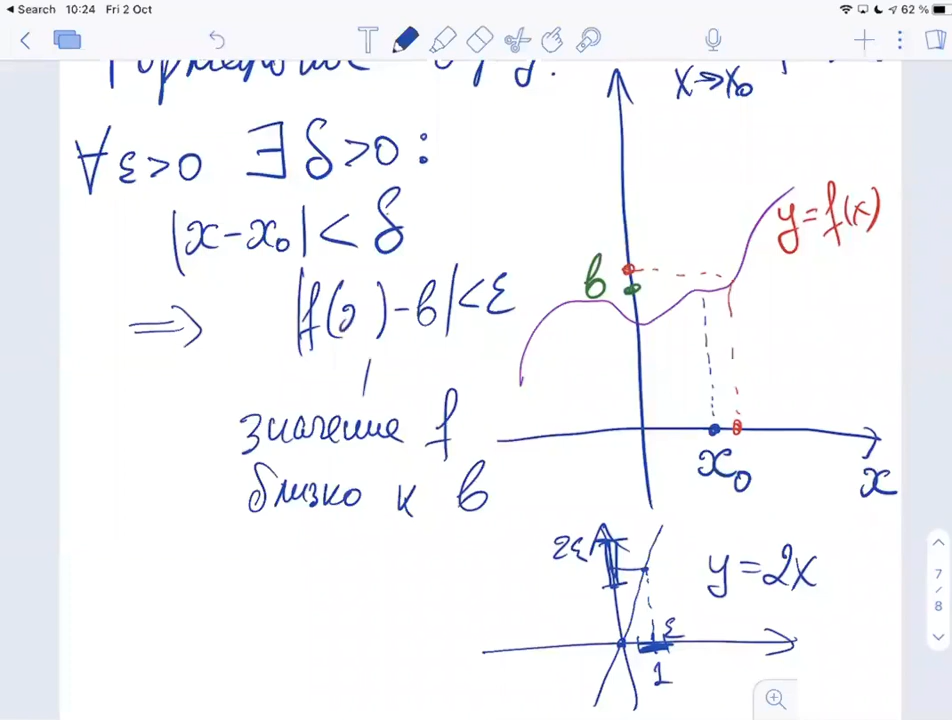 Search 10:24 Fri 2 Oct 62 %
x→x₀
∀ε>0 ∃δ>0:
|x-x₀|<δ
⇒ |f( )-b|<ε
значение f
близко к b
b
y=f(x)
x₀
x
2ε
y=2x
ε
1
7
/
8